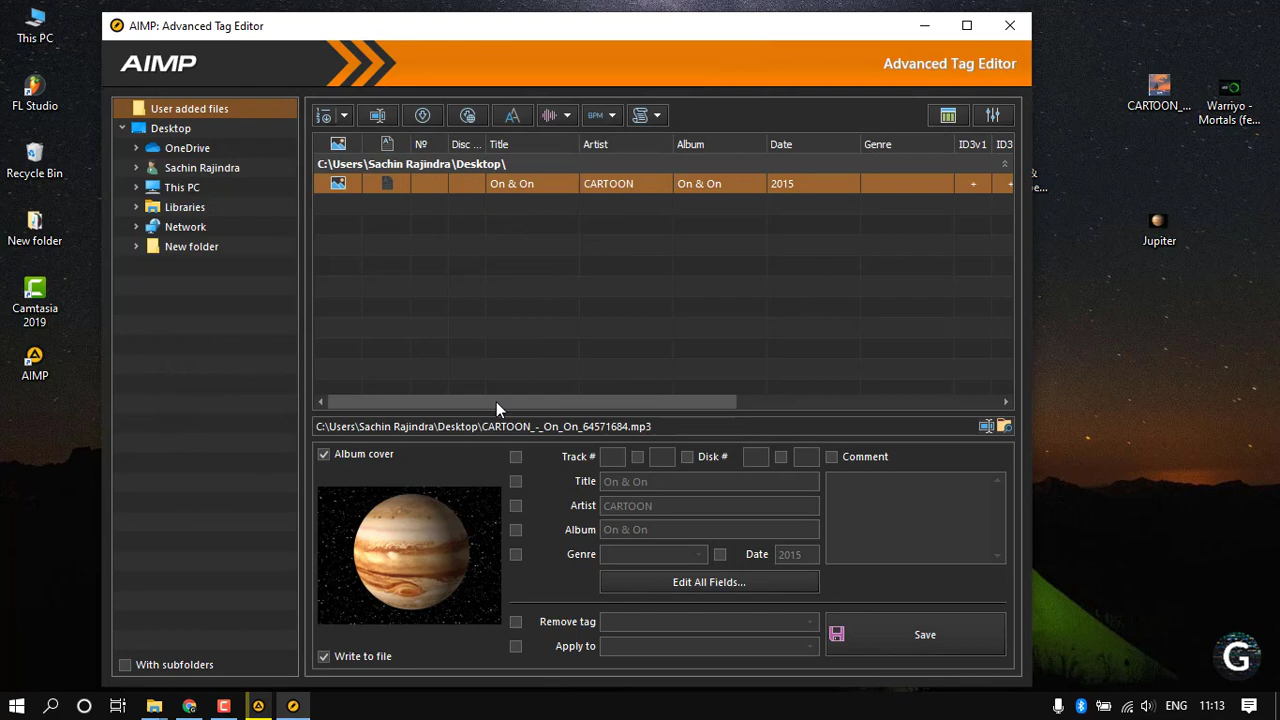 This PC
FL Studio
Recycle Bin
New folder
Camtasia
2019
AIMP
AIMP: Advanced Tag Editor
AIMP
Advanced Tag Editor
User added files
Desktop
OneDrive
Sachin Rajindra
This PC
Libraries
Network
New folder
With subfolders
BPM
Nº Disc ... Title Artist Album Date Genre ID3v1 ID3
C:\Users\Sachin Rajindra\Desktop\
On & On CARTOON On & On 2015 + +
C:\Users\Sachin Rajindra\Desktop\CARTOON_-_On_On_64571684.mp3
Album cover
Track # Disk # Comment
Title On & On
Artist CARTOON
Album On & On
Genre Date 2015
Edit All Fields...
Remove tag
Apply to
Save
Write to file
CARTOON_...
Warriyo -
Mortals (fe...
&
pe...
Jupiter
G
ENG 11:13